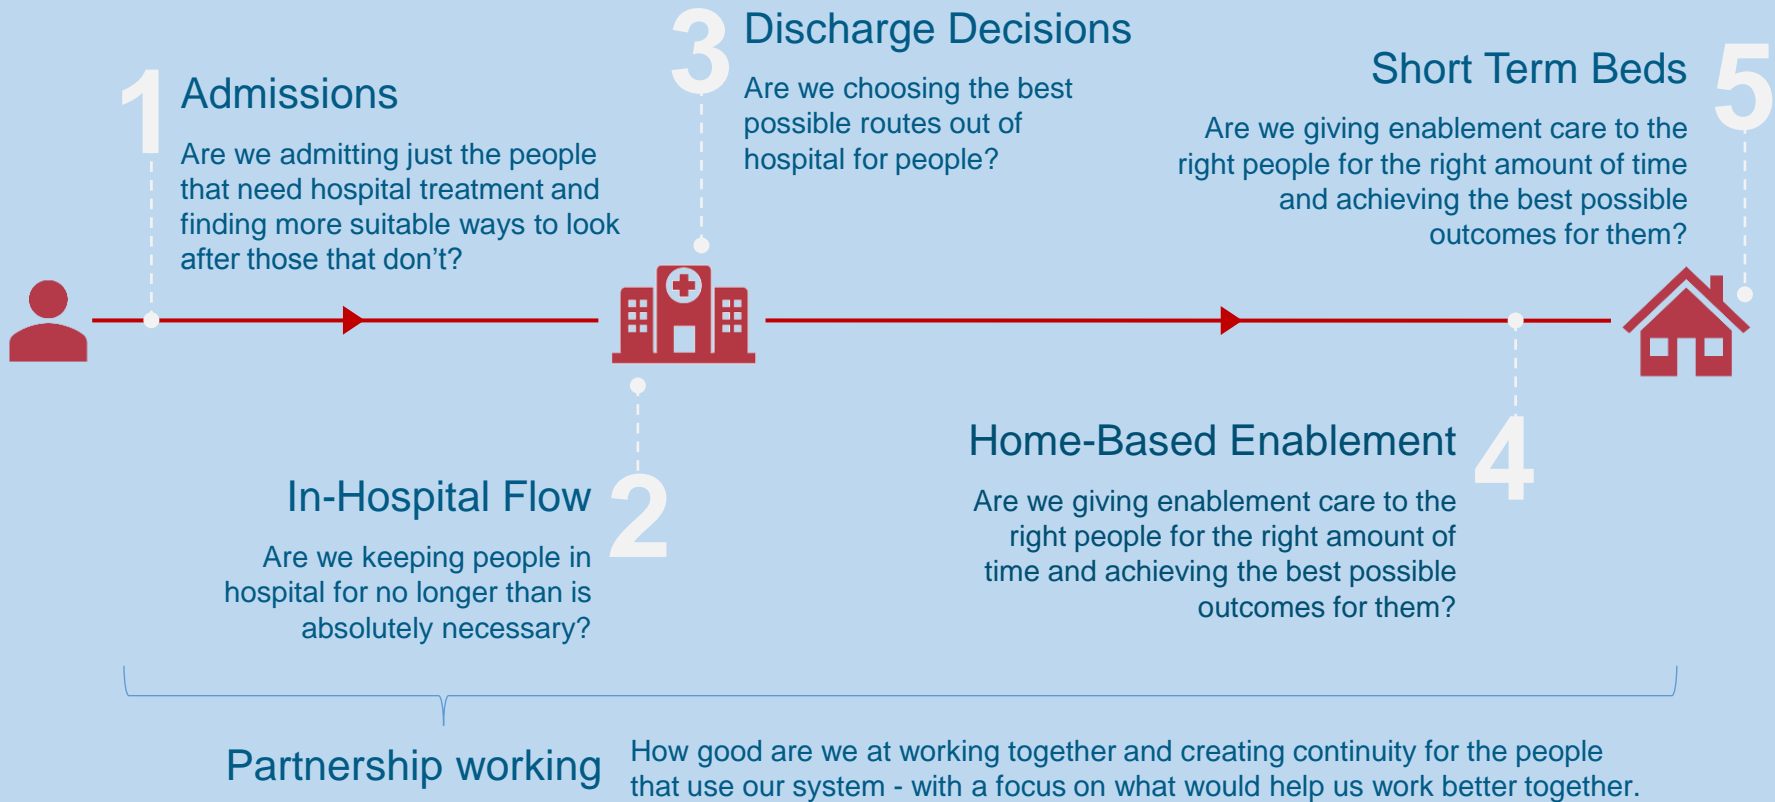 1
Admissions
Are we admitting just the people
that need hospital treatment and
finding more suitable ways to look
after those that don't?
2
In-Hospital Flow
Are we keeping people in
hospital for no longer than is
absolutely necessary?
3
Discharge Decisions
Are we choosing the best
possible routes out of
hospital for people?
4
Home-Based Enablement
Are we giving enablement care to the
right people for the right amount of
time and achieving the best possible
outcomes for them?
5
Short Term Beds
Are we giving enablement care to the
right people for the right amount of time
and achieving the best possible
outcomes for them?
Partnership working
How good are we at working together and creating continuity for the people
that use our system - with a focus on what would help us work better together.